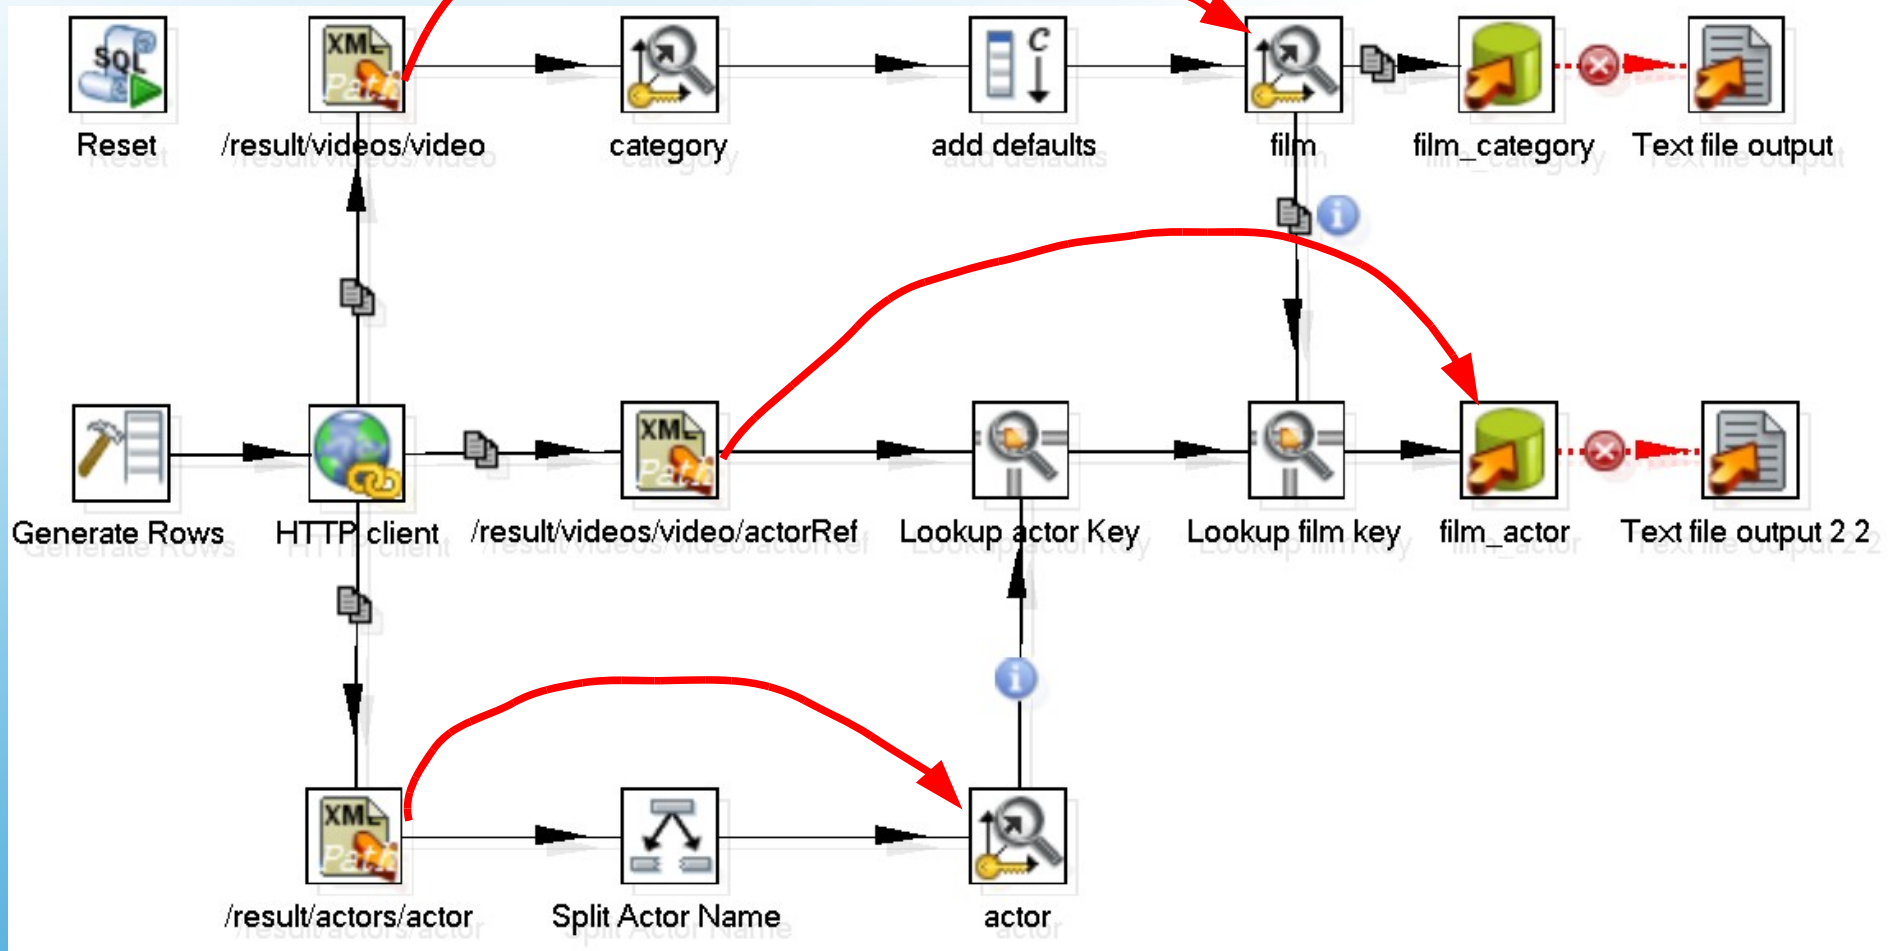 SQL
XML
Path
C
Reset
/result/videos/video
category
add defaults
film
film_category
Text file output
i
XML
Path
Generate Rows
HTTP client
/result/videos/video/actorRef
Lookup actor Key
Lookup film key
film_actor
Text file output 2 2
i
XML
Path
/result/actors/actor
Split Actor Name
actor